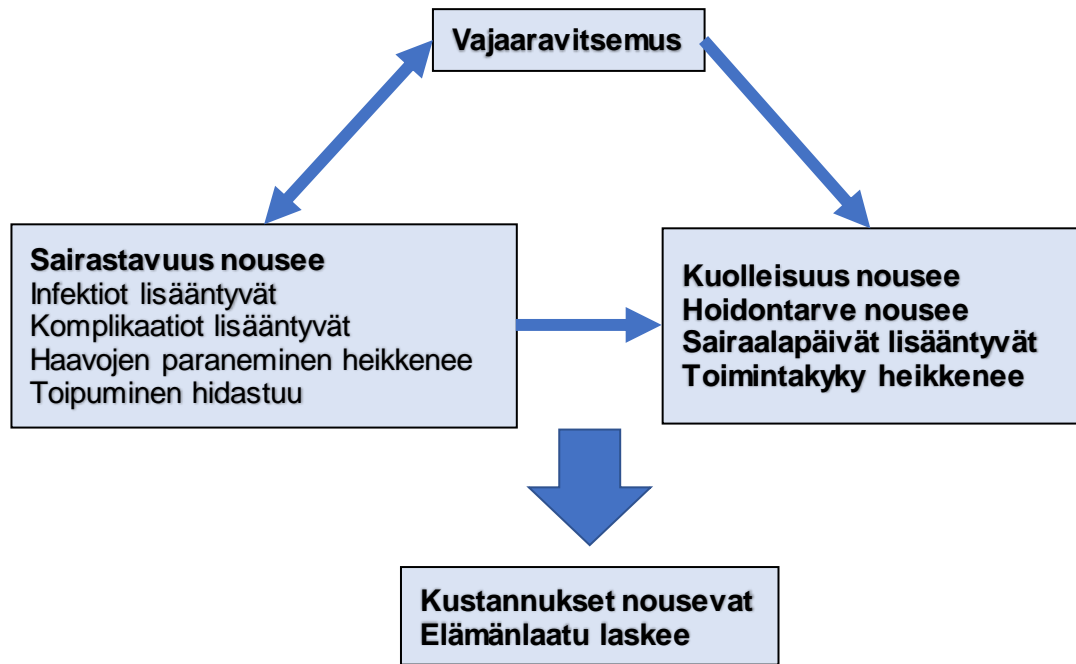 Vajaaravitsemus
Sairastavuus nousee
Infektiot lisääntyvät
Komplikaatiot lisääntyvät
Haavojen paraneminen heikkenee
Toipuminen hidastuu
Kuolleisuus nousee
Hoidontarve nousee
Sairaalapäivät lisääntyvät
Toimintakyky heikkenee
Kustannukset nousevat
Elämänlaatu laskee